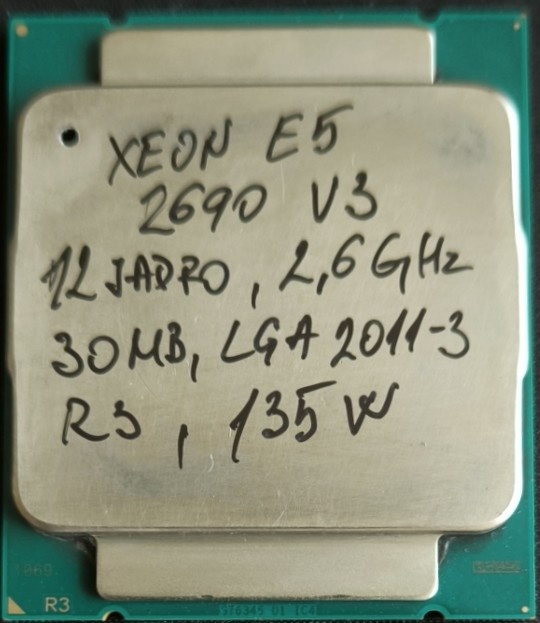 XEON E5
2690 V3
12 JADRO, 2,6 GHz
30MB, LGA 2011-3
R3, 135 W
R3